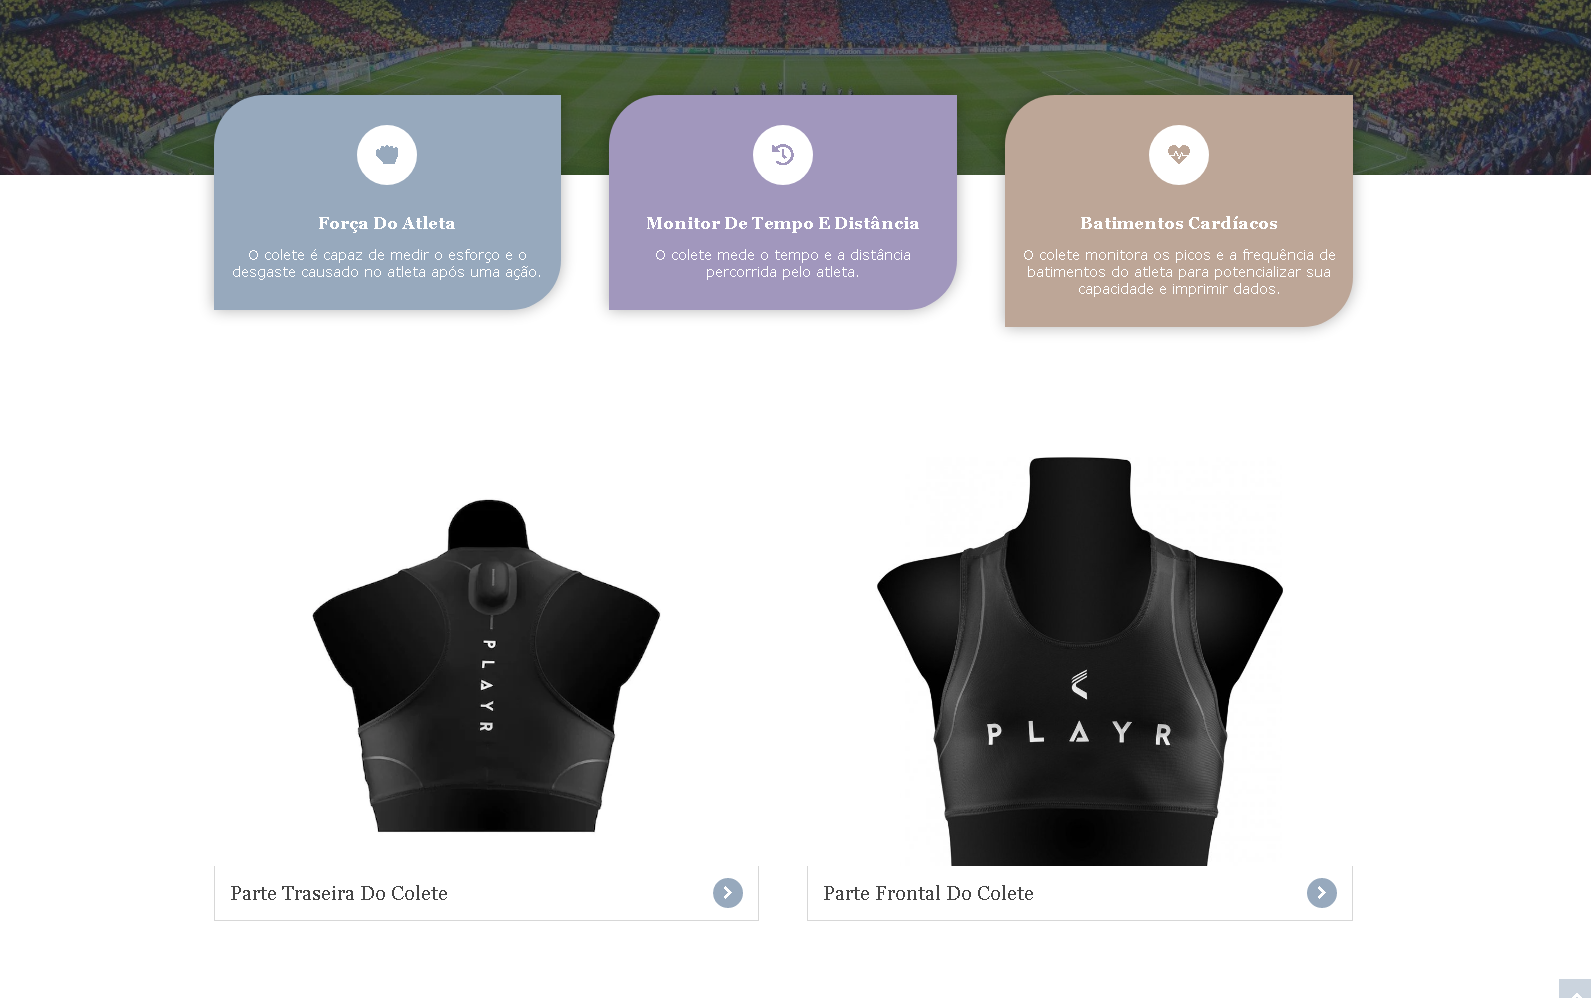 Força Do Atleta
O colete é capaz de medir o esforço e o
desgaste causado no atleta após uma ação.
Monitor De Tempo E Distância
O colete mede o tempo e a distância
percorrida pelo atleta.
Batimentos Cardíacos
O colete monitora os picos e a frequência de
batimentos do atleta para potencializar sua
capacidade e imprimir dados.
PLAYR
PLAYR
Parte Traseira Do Colete
Parte Frontal Do Colete